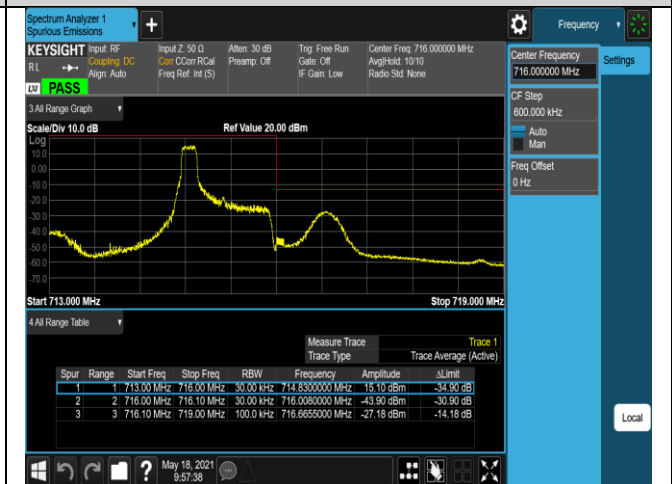 Spectrum Analyzer 1
Spurious Emissions
Frequency
KEYSIGHT
RL
Input: RF
Coupling: DC
Align: Auto
Input Z: 50 Ω
Corr CCorr RCal
Freq Ref: Int (S)
Atten: 30 dB
Preamp: Off
Trig: Free Run
Gate: Off
IF Gain: Low
Center Freq: 716.000000 MHz
Avg|Hold: 10/10
Radio Std: None
LXI PASS
Center Frequency
716.000000 MHz
Settings
CF Step
600.000 kHz
Auto
Man
Freq Offset
0 Hz
Local
3 All Range Graph
Scale/Div 10.0 dB
Ref Value 20.00 dBm
Log
10.0
0.00
-10.0
-20.0
-30.0
-40.0
-50.0
-60.0
-70.0
Start 713.000 MHz
Stop 719.000 MHz
4 All Range Table
Measure Trace Trace 1
Trace Type Trace Average (Active)
Spur Range Start Freq Stop Freq RBW Frequency Amplitude ΔLimit
1 1 713.00 MHz 716.00 MHz 30.00 kHz 714.8300000 MHz 15.10 dBm -34.90 dB
2 2 716.00 MHz 716.10 MHz 30.00 kHz 716.0080000 MHz -43.90 dBm -30.90 dB
3 3 716.10 MHz 719.00 MHz 100.0 kHz 716.6655000 MHz -27.18 dBm -14.18 dB
?
May 18, 2021
9:57:38